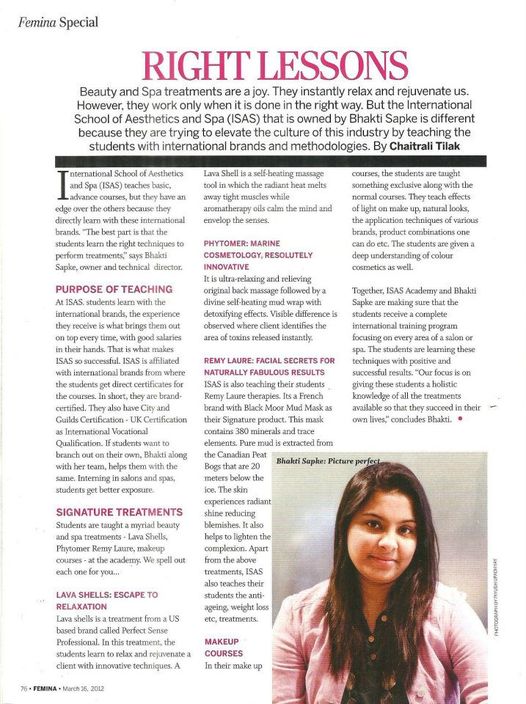 Femina Special
RIGHT LESSONS
Beauty and Spa treatments are a joy. They instantly relax and rejuvenate us.
However, they work only when it is done in the right way. But the International
School of Aesthetics and Spa (ISAS) that is owned by Bhakti Sapke is different
because they are trying to elevate the culture of this industry by teaching the
students with international brands and methodologies. By Chaitrali Tilak
International School of Aesthetics
and Spa (ISAS) teaches basic,
advance courses, but they have an
edge over the others because they
directly learn with these international
brands. "The best part is that the
students learn the right techniques to
perform treatments," says Bhakti
Sapke, owner and technical director.
PURPOSE OF TEACHING
At ISAS. students learn with the
international brands, the experience
they receive is what brings them out
on top every time, with good salaries
in their hands. That is what makes
ISAS so successful. ISAS is affiliated
with international brands from where
the students get direct certificates for
the courses. In short, they are brand-
certified. They also have City and
Guilds Certification - UK Certification
as International Vocational
Qualification. If students want to
branch out on their own, Bhakti along
with her team, helps them with the
same. Interning in salons and spas,
students get better exposure.
SIGNATURE TREATMENTS
Students are taught a myriad beauty
and spa treatments - Lava Shells,
Phytomer Remy Laure, makeup
courses - at the academy. We spell out
each one for you...
LAVA SHELLS: ESCAPE TO
RELAXATION
Lava shells is a treatment from a US
based brand called Perfect Sense
Professional. In this treatment, the
students learn to relax and rejuvenate a
client with innovative techniques. A
Lava Shell is a self-heating massage
tool in which the radiant heat melts
away tight muscles while
aromatherapy oils calm the mind and
envelop the senses.
PHYTOMER: MARINE
COSMETOLOGY, RESOLUTELY
INNOVATIVE
It is ultra-relaxing and relieving
original back massage followed by a
divine self-heating mud wrap with
detoxifying effects. Visible difference is
observed where client identifies the
area of toxins released instantly.
REMY LAURE: FACIAL SECRETS FOR
NATURALLY FABULOUS RESULTS
ISAS is also teaching their students
Remy Laure therapies. Its a French
brand with Black Moor Mud Mask as
their Signature product. This mask
contains 380 minerals and trace
elements. Pure mud is extracted from
the Canadian Peat
Bogs that are 20
meters below the
ice. The skin
experiences radiant
shine reducing
blemishes. It also
helps to lighten the
complexion. Apart
from the above
treatments, ISAS
also teaches their
students the anti-
ageing, weight loss
etc, treatments.
MAKEUP
COURSES
In their make up
courses, the students are taught
something exclusive along with the
normal courses. They teach effects
of light on make up, natural looks,
the application techniques of various
brands, product combinations one
can do etc. The students are given a
deep understanding of colour
cosmetics as well.
Together, ISAS Academy and Bhakti
Sapke are making sure that the
students receive a complete
international training program
focusing on every area of a salon or
spa. The students are learning these
techniques with positive and
successful results. "Our focus is on
giving these students a holistic
knowledge of all the treatments
available so that they succeed in their
own lives," concludes Bhakti.
Bhakti Sapke: Picture perfect
76 • FEMINA • March 16, 2012